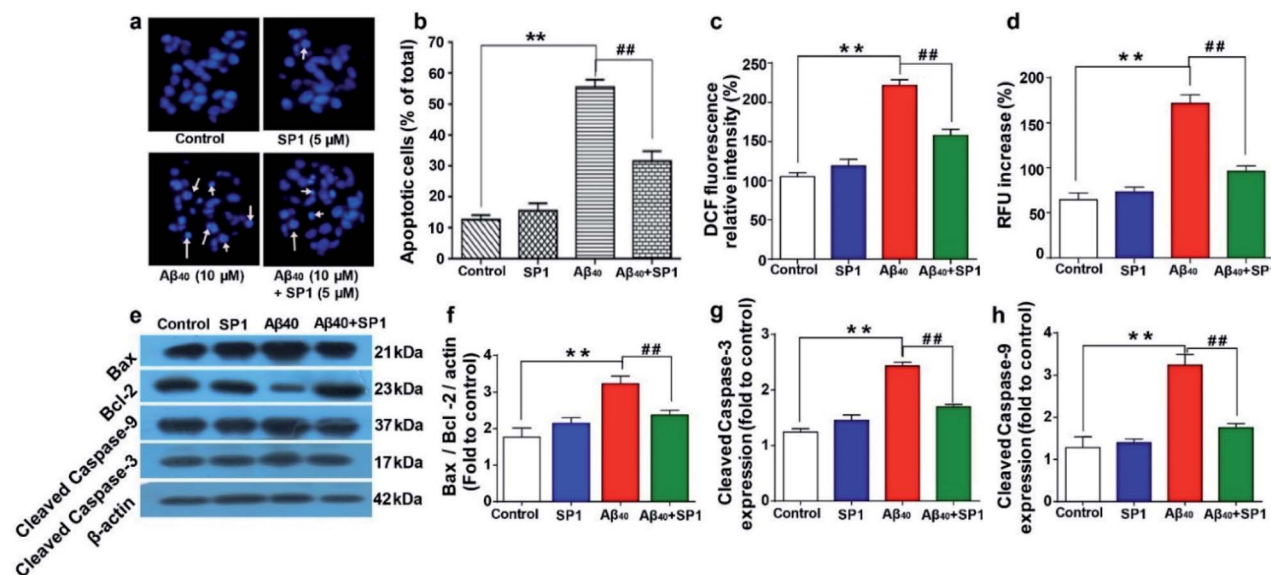 a
Control
SP1 (5 µM)
Aβ40 (10 µM)
Aβ40 (10 µM)
+ SP1 (5 µM)
b
Apoptotic cells (% of total)
70
60
50
40
30
20
10
0
**
##
Control
SP1
Aβ40
Aβ40+SP1
c
DCF fluorescence
relative intensity (%)
250
200
150
100
50
0
**
##
Control
SP1
Aβ40
Aβ40+SP1
d
RFU increase (%)
200
150
100
50
0
**
##
Control
SP1
Aβ40
Aβ40+SP1
e
Control SP1 Aβ40 Aβ40+SP1
Bax 21kDa
Bcl-2 23kDa
Cleaved Caspase-9 37kDa
Cleaved Caspase-3 17kDa
β-actin 42kDa
f
Bax / Bcl -2 / actin
(Fold to control)
4
2
0
**
##
Control
SP1
Aβ40
Aβ40+SP1
g
Cleaved Caspase-3
expression (fold to control)
3
2
1
0
**
##
Control
SP1
Aβ40
Aβ40+SP1
h
Cleaved Caspase-9
expression (fold to control)
4
3
2
1
0
**
##
Control
SP1
Aβ40
Aβ40+SP1